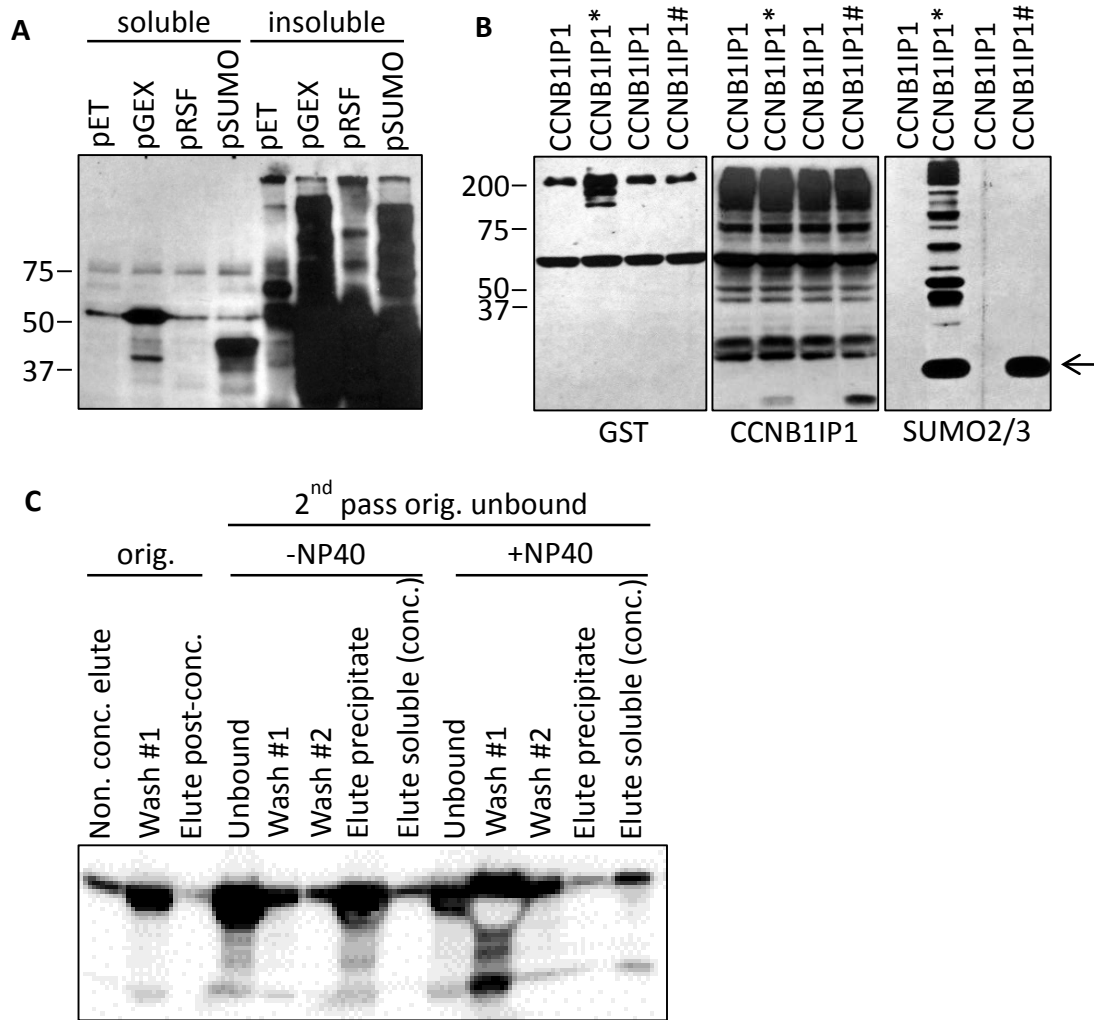 A
soluble insoluble
pET pGEX pRSF pSUMO pET pGEX pRSF pSUMO
75
50
37
B
CCNB1IP1 CCNB1IP1* CCNB1IP1 CCNB1IP1# CCNB1IP1 CCNB1IP1* CCNB1IP1 CCNB1IP1# CCNB1IP1 CCNB1IP1* CCNB1IP1 CCNB1IP1#
200
75
50
37
GST CCNB1IP1 SUMO2/3
C
2nd pass orig. unbound
orig. -NP40 +NP40
Non. conc. elute Wash #1 Elute post-conc. Unbound Wash #1 Wash #2 Elute precipitate Elute soluble (conc.) Unbound Wash #1 Wash #2 Elute precipitate Elute soluble (conc.)